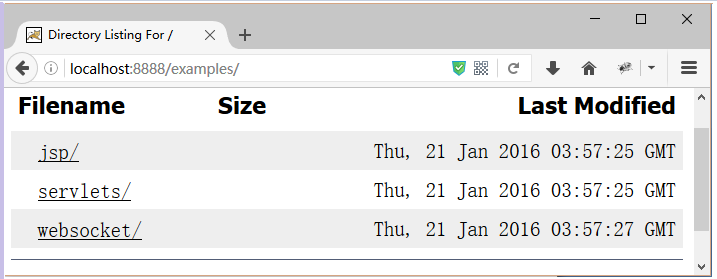 Directory Listing For /
localhost:8888/examples/
Filename Size Last Modified
jsp/ Thu, 21 Jan 2016 03:57:25 GMT
servlets/ Thu, 21 Jan 2016 03:57:25 GMT
websocket/ Thu, 21 Jan 2016 03:57:27 GMT